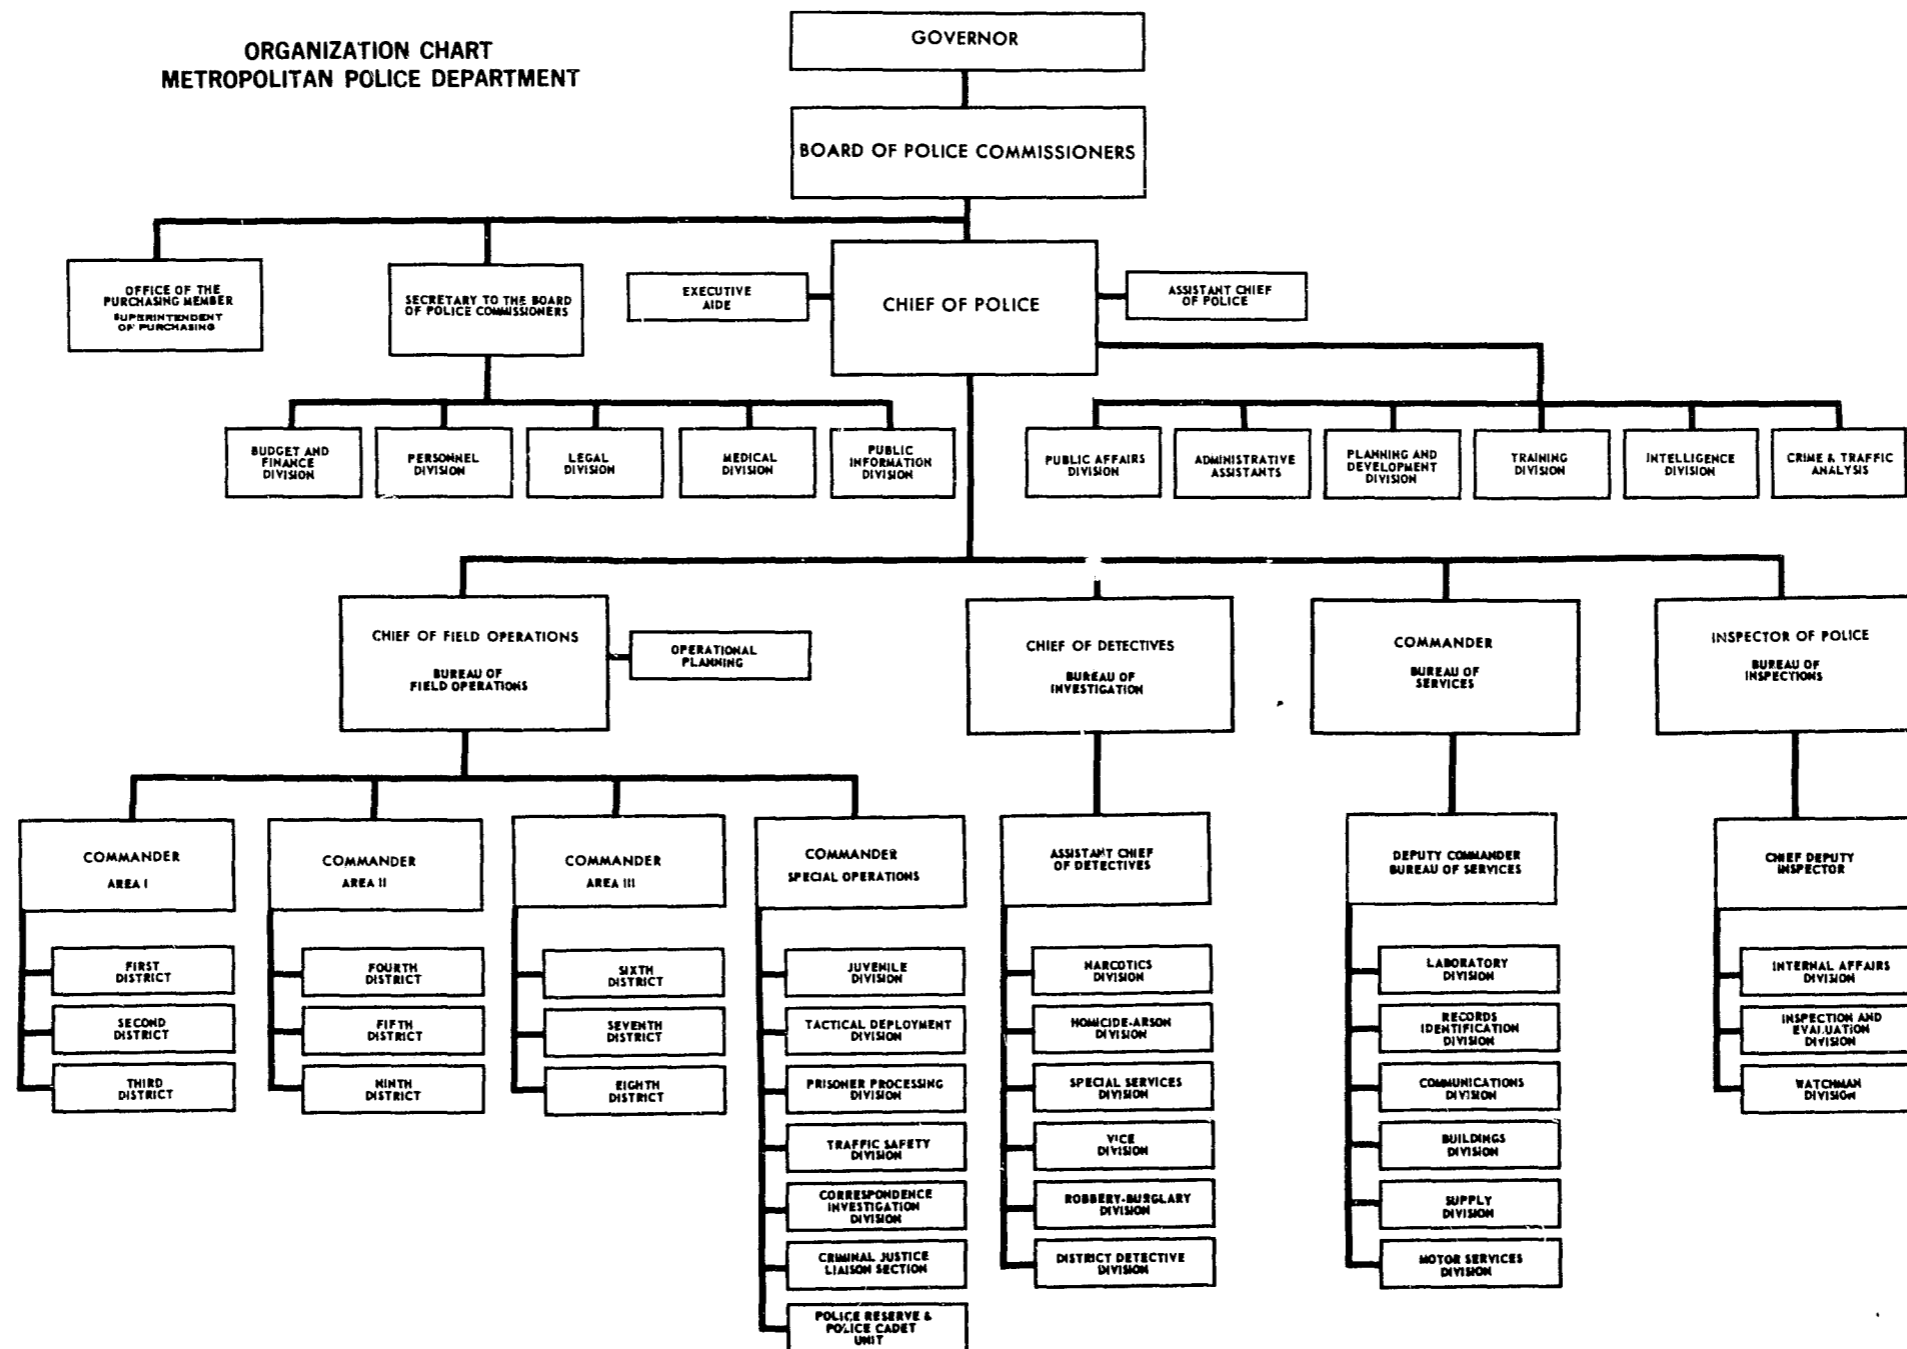 ORGANIZATION CHART
METROPOLITAN POLICE DEPARTMENT
GOVERNOR
BOARD OF POLICE COMMISSIONERS
OFFICE OF THE
PURCHASING MEMBER
SUPERINTENDENT
OF PURCHASING
SECRETARY TO THE BOARD
OF POLICE COMMISSIONERS
EXECUTIVE
AIDE
CHIEF OF POLICE
ASSISTANT CHIEF
OF POLICE
BUDGET AND
FINANCE
DIVISION
PERSONNEL
DIVISION
LEGAL
DIVISION
MEDICAL
DIVISION
PUBLIC
INFORMATION
DIVISION
PUBLIC AFFAIRS
DIVISION
ADMINISTRATIVE
ASSISTANTS
PLANNING AND
DEVELOPMENT
DIVISION
TRAINING
DIVISION
INTELLIGENCE
DIVISION
CRIME & TRAFFIC
ANALYSIS
CHIEF OF FIELD OPERATIONS
BUREAU OF
FIELD OPERATIONS
OPERATIONAL
PLANNING
CHIEF OF DETECTIVES
BUREAU OF
INVESTIGATION
COMMANDER
BUREAU OF
SERVICES
INSPECTOR OF POLICE
BUREAU OF
INSPECTIONS
COMMANDER
AREA I
FIRST
DISTRICT
SECOND
DISTRICT
THIRD
DISTRICT
COMMANDER
AREA II
FOURTH
DISTRICT
FIFTH
DISTRICT
NINTH
DISTRICT
COMMANDER
AREA III
SIXTH
DISTRICT
SEVENTH
DISTRICT
EIGHTH
DISTRICT
COMMANDER
SPECIAL OPERATIONS
JUVENILE
DIVISION
TACTICAL DEPLOYMENT
DIVISION
PRISONER PROCESSING
DIVISION
TRAFFIC SAFETY
DIVISION
CORRESPONDENCE
INVESTIGATION
DIVISION
CRIMINAL JUSTICE
LIAISON SECTION
POLICE RESERVE &
POLICE CADET
UNIT
ASSISTANT CHIEF
OF DETECTIVES
NARCOTICS
DIVISION
HOMICIDE-ARSON
DIVISION
SPECIAL SERVICES
DIVISION
VICE
DIVISION
ROBBERY-BURGLARY
DIVISION
DISTRICT DETECTIVE
DIVISION
DEPUTY COMMANDER
BUREAU OF SERVICES
LABORATORY
DIVISION
RECORDS
IDENTIFICATION
DIVISION
COMMUNICATIONS
DIVISION
BUILDINGS
DIVISION
SUPPLY
DIVISION
MOTOR SERVICES
DIVISION
CHIEF DEPUTY
INSPECTOR
INTERNAL AFFAIRS
DIVISION
INSPECTION AND
EVALUATION
DIVISION
WATCHMAN
DIVISION